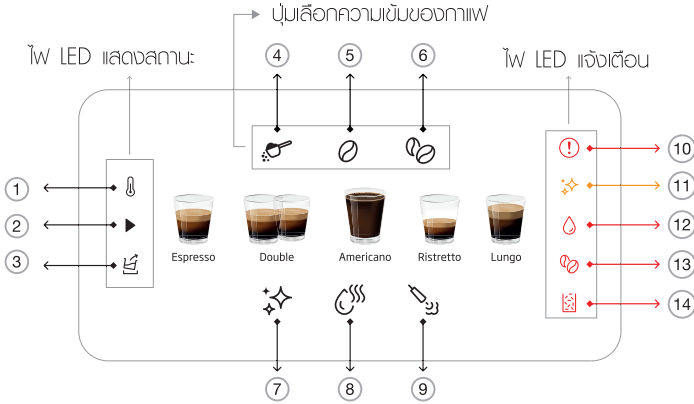 ปุ่มเลือกความเข้มของกาแฟ
ไฟ LED แสดงสถานะ
4 5 6
ไฟ LED แจ้งเตือน
10
1
11
2
12
3
Espresso Double Americano Ristretto Lungo
13
14
7 8 9